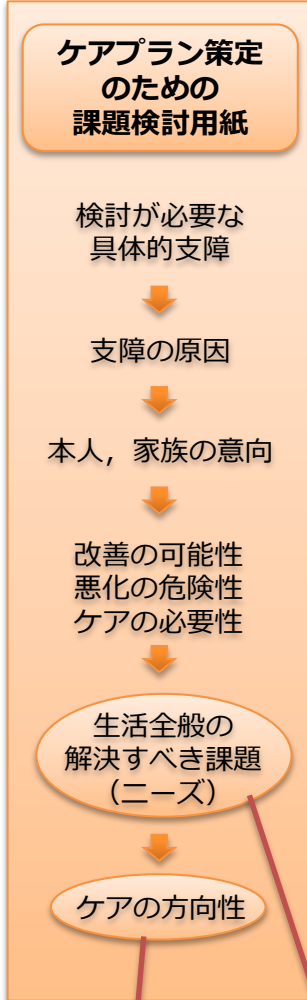 ケアプラン策定
のための
課題検討用紙
検討が必要な
具体的支障
支障の原因
本人，家族の意向
改善の可能性
悪化の危険性
ケアの必要性
生活全般の
解決すべき課題
（ニーズ）
ケアの方向性